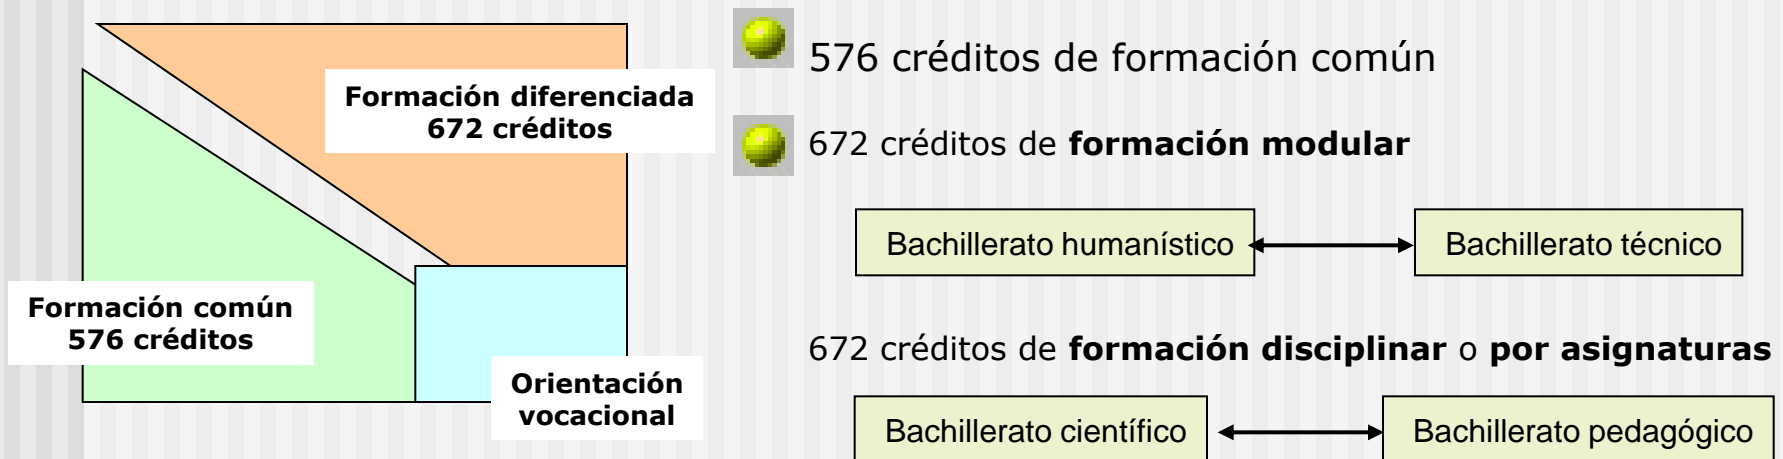 Formación diferenciada
672 créditos
Formación común
576 créditos
Orientación
vocacional
576 créditos de formación común
672 créditos de formación modular
Bachillerato humanístico
Bachillerato técnico
672 créditos de formación disciplinar o por asignaturas
Bachillerato científico
Bachillerato pedagógico